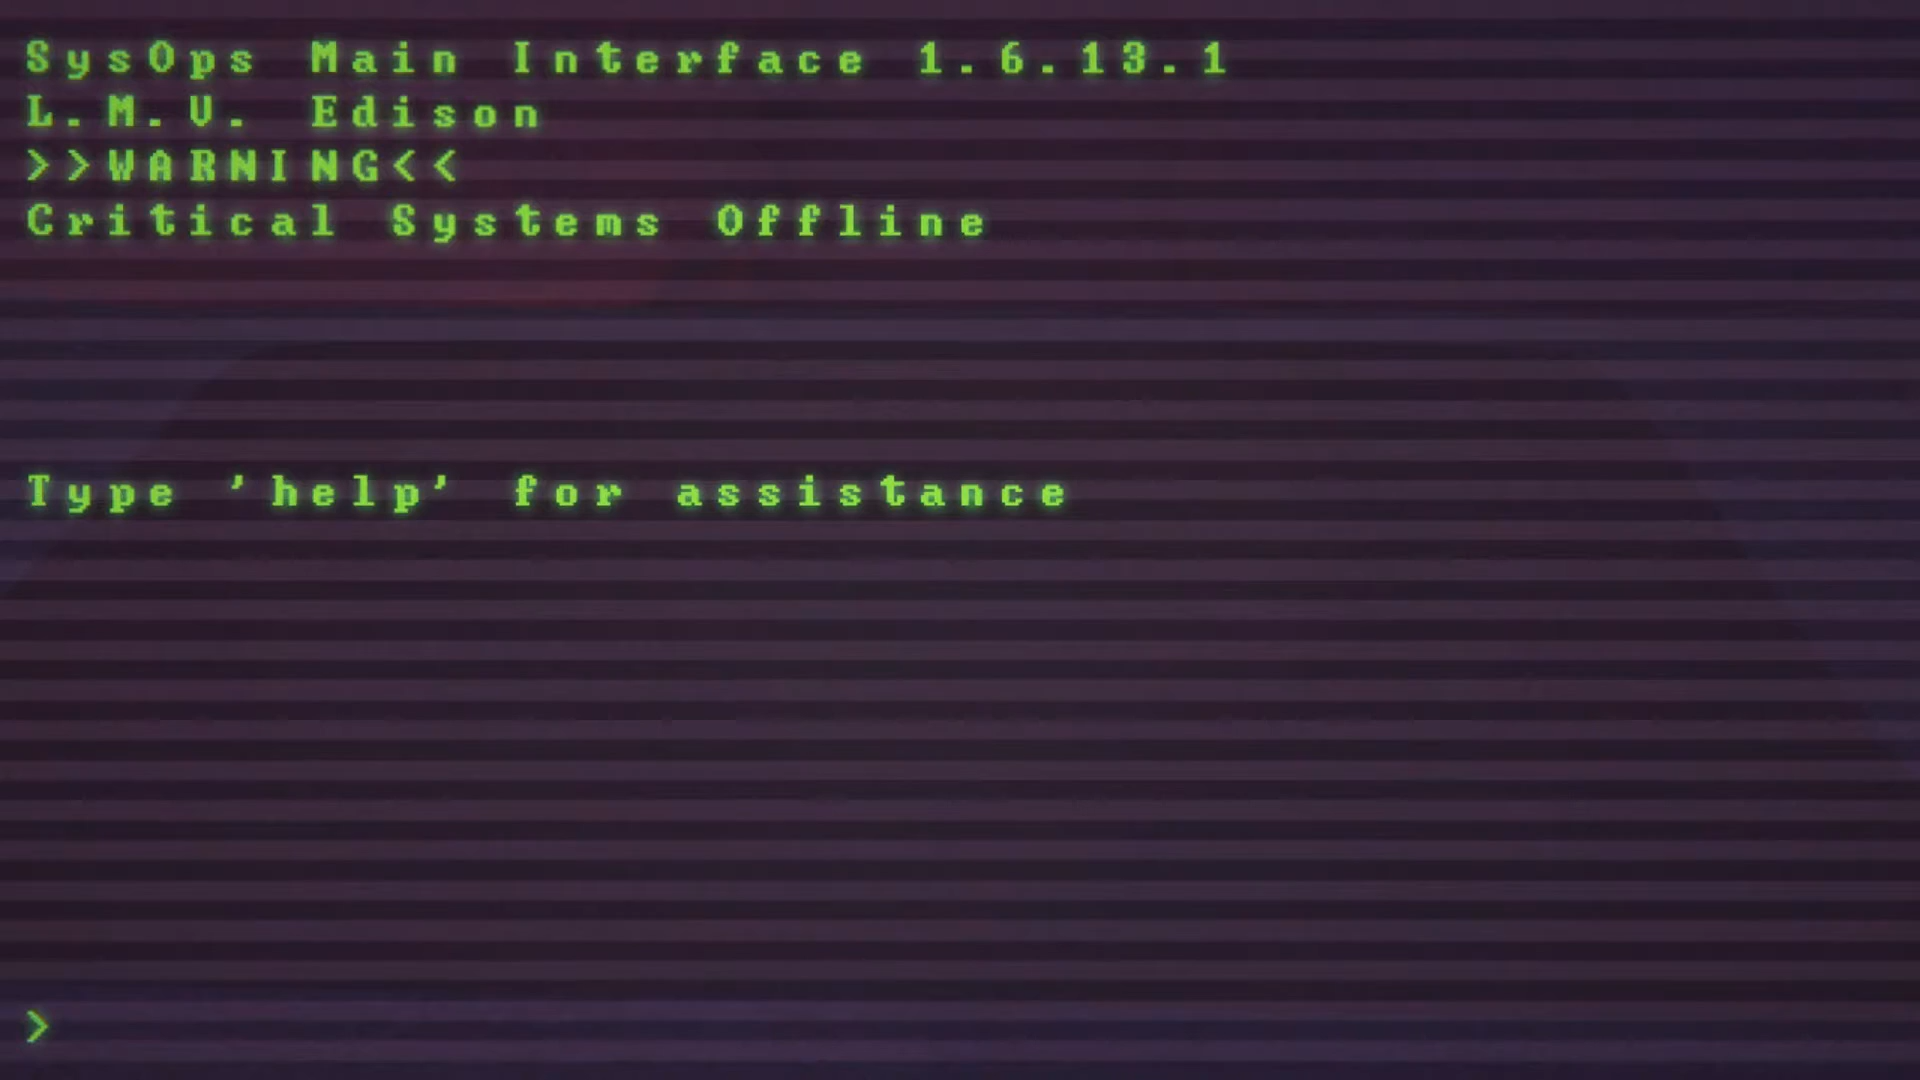 SysOps Main Interface 1.6.13.1
L.M.V. Edison
>>WARNING<<
Critical Systems Offline
Type 'help' for assistance
>